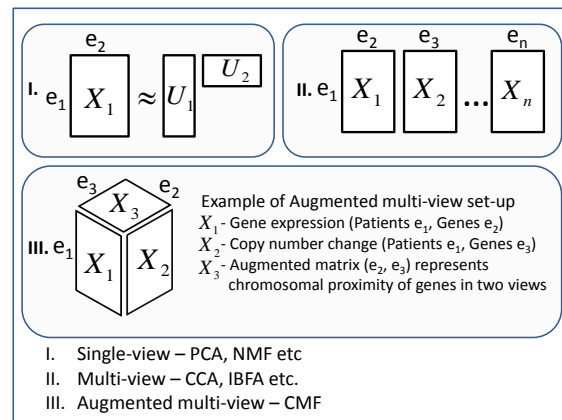 e2
I. e1 X1 ≈ U1 U2
e2 e3 en
II. e1 X1 X2 ... Xn
e3 e2
X3
III. e1 X1 X2
Example of Augmented multi-view set-up
X1- Gene expression (Patients e1, Genes e2)
X2- Copy number change (Patients e1, Genes e3)
X3- Augmented matrix (e2, e3) represents
chromosomal proximity of genes in two views
I. Single-view – PCA, NMF etc
II. Multi-view – CCA, IBFA etc.
III. Augmented multi-view – CMF